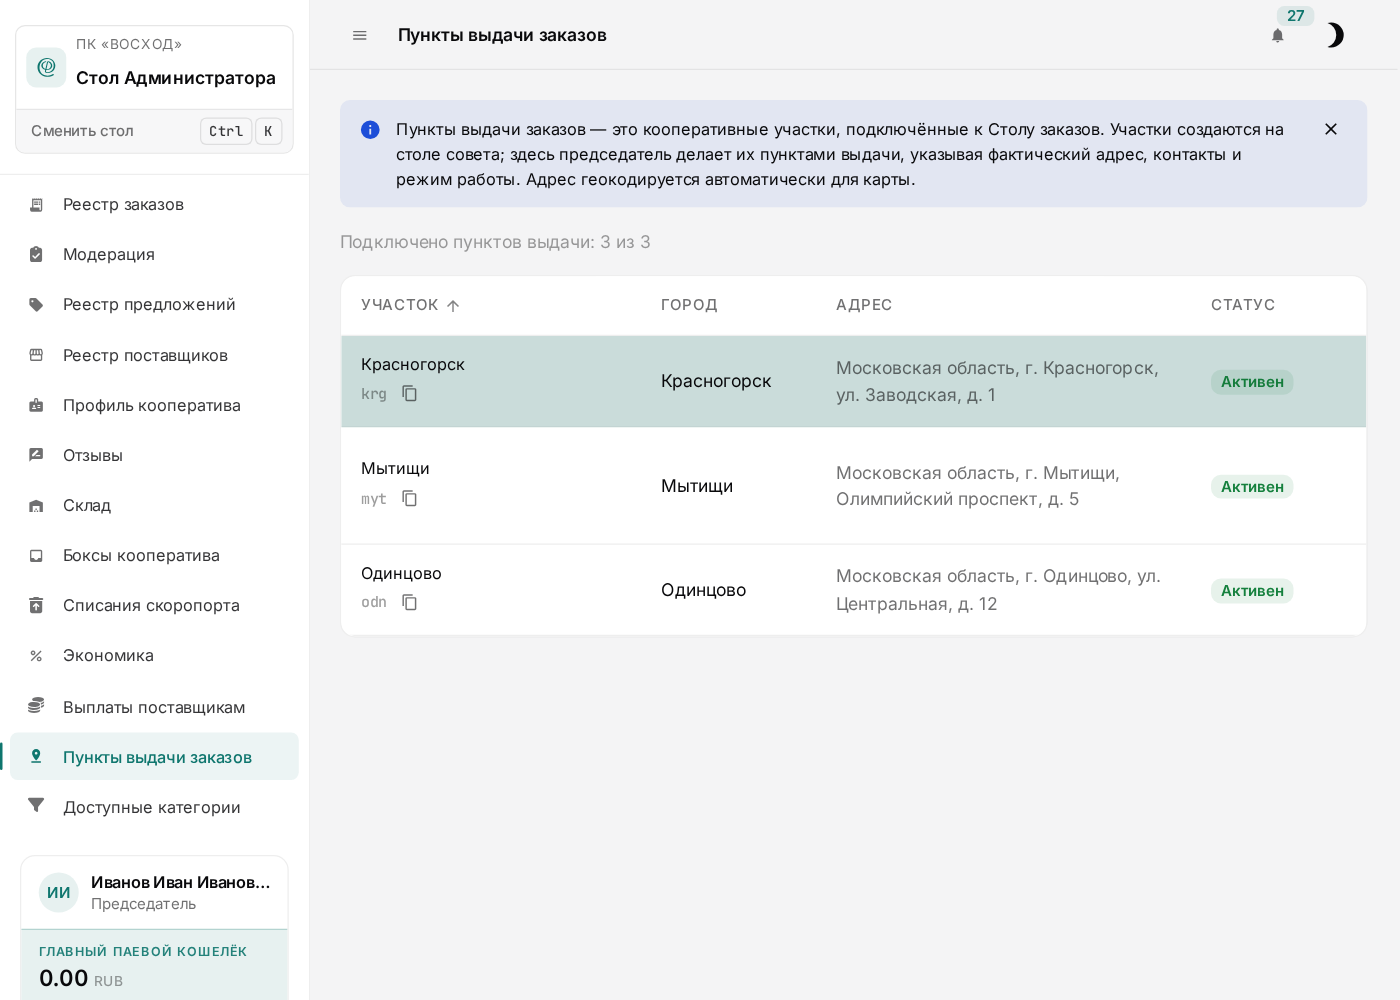 ПК «ВОСХОД»
Стол Администратора
Сменить стол Ctrl K
Реестр заказов
Модерация
Реестр предложений
Реестр поставщиков
Профиль кооператива
Отзывы
Склад
Боксы кооператива
Списания скоропорта
Экономика
Выплаты поставщикам
Пункты выдачи заказов
Доступные категории
ИИ
Иванов Иван Иванов...
Председатель
ГЛАВНЫЙ ПАЕВОЙ КОШЕЛЁК
0.00 RUB
Пункты выдачи заказов
27
Пункты выдачи заказов — это кооперативные участки, подключённые к Столу заказов. Участки создаются на
столе совета; здесь председатель делает их пунктами выдачи, указывая фактический адрес, контакты и
режим работы. Адрес геокодируется автоматически для карты.
Подключено пунктов выдачи: 3 из 3
УЧАСТОК ГОРОД АДРЕС СТАТУС
Красногорск
krg
Красногорск
Московская область, г. Красногорск,
ул. Заводская, д. 1
Активен
Мытищи
myt
Мытищи
Московская область, г. Мытищи,
Олимпийский проспект, д. 5
Активен
Одинцово
odn
Одинцово
Московская область, г. Одинцово, ул.
Центральная, д. 12
Активен